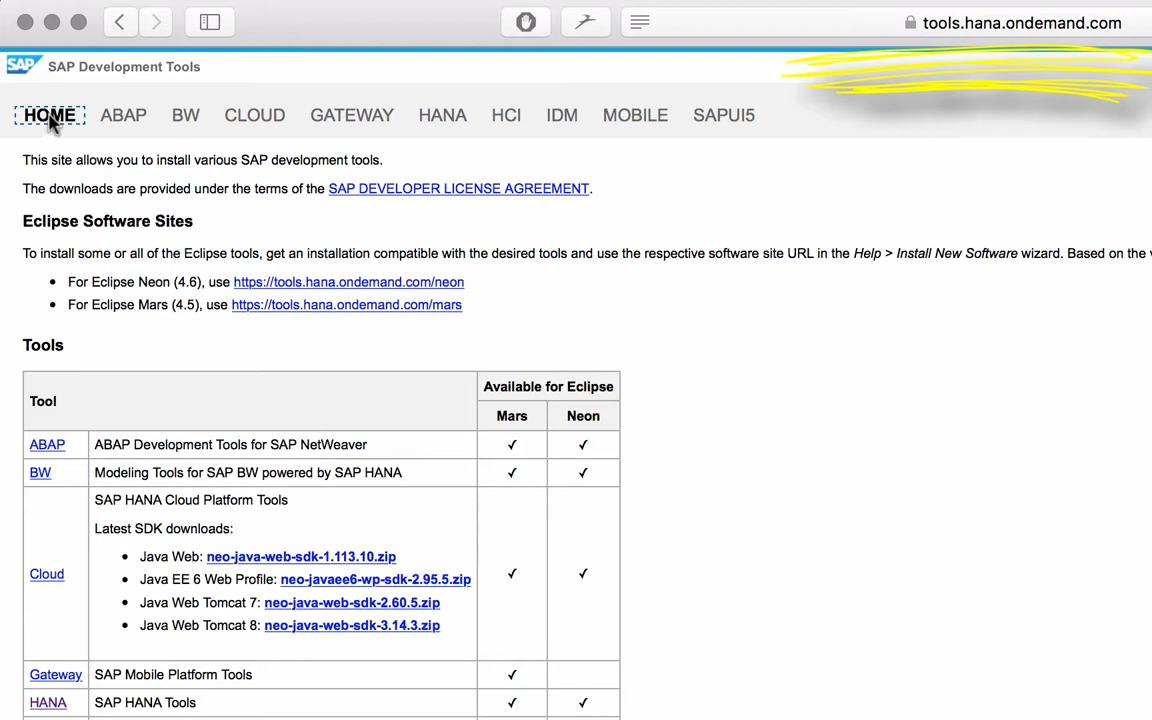 tools.hana.ondemand.com
SAP SAP Development Tools
HOME ABAP BW CLOUD GATEWAY HANA HCI IDM MOBILE SAPUI5
This site allows you to install various SAP development tools.
The downloads are provided under the terms of the SAP DEVELOPER LICENSE AGREEMENT.
Eclipse Software Sites
To install some or all of the Eclipse tools, get an installation compatible with the desired tools and use the respective software site URL in the Help > Install New Software wizard. Based on the v
• For Eclipse Neon (4.6), use https://tools.hana.ondemand.com/neon
• For Eclipse Mars (4.5), use https://tools.hana.ondemand.com/mars
Tools
Tool Available for Eclipse
Mars Neon
ABAP ABAP Development Tools for SAP NetWeaver ✓ ✓
BW Modeling Tools for SAP BW powered by SAP HANA ✓ ✓
SAP HANA Cloud Platform Tools
Latest SDK downloads:
• Java Web: neo-java-web-sdk-1.113.10.zip
Cloud ✓ ✓
• Java EE 6 Web Profile: neo-javaee6-wp-sdk-2.95.5.zip
• Java Web Tomcat 7: neo-java-web-sdk-2.60.5.zip
• Java Web Tomcat 8: neo-java-web-sdk-3.14.3.zip
Gateway SAP Mobile Platform Tools ✓
HANA SAP HANA Tools ✓ ✓